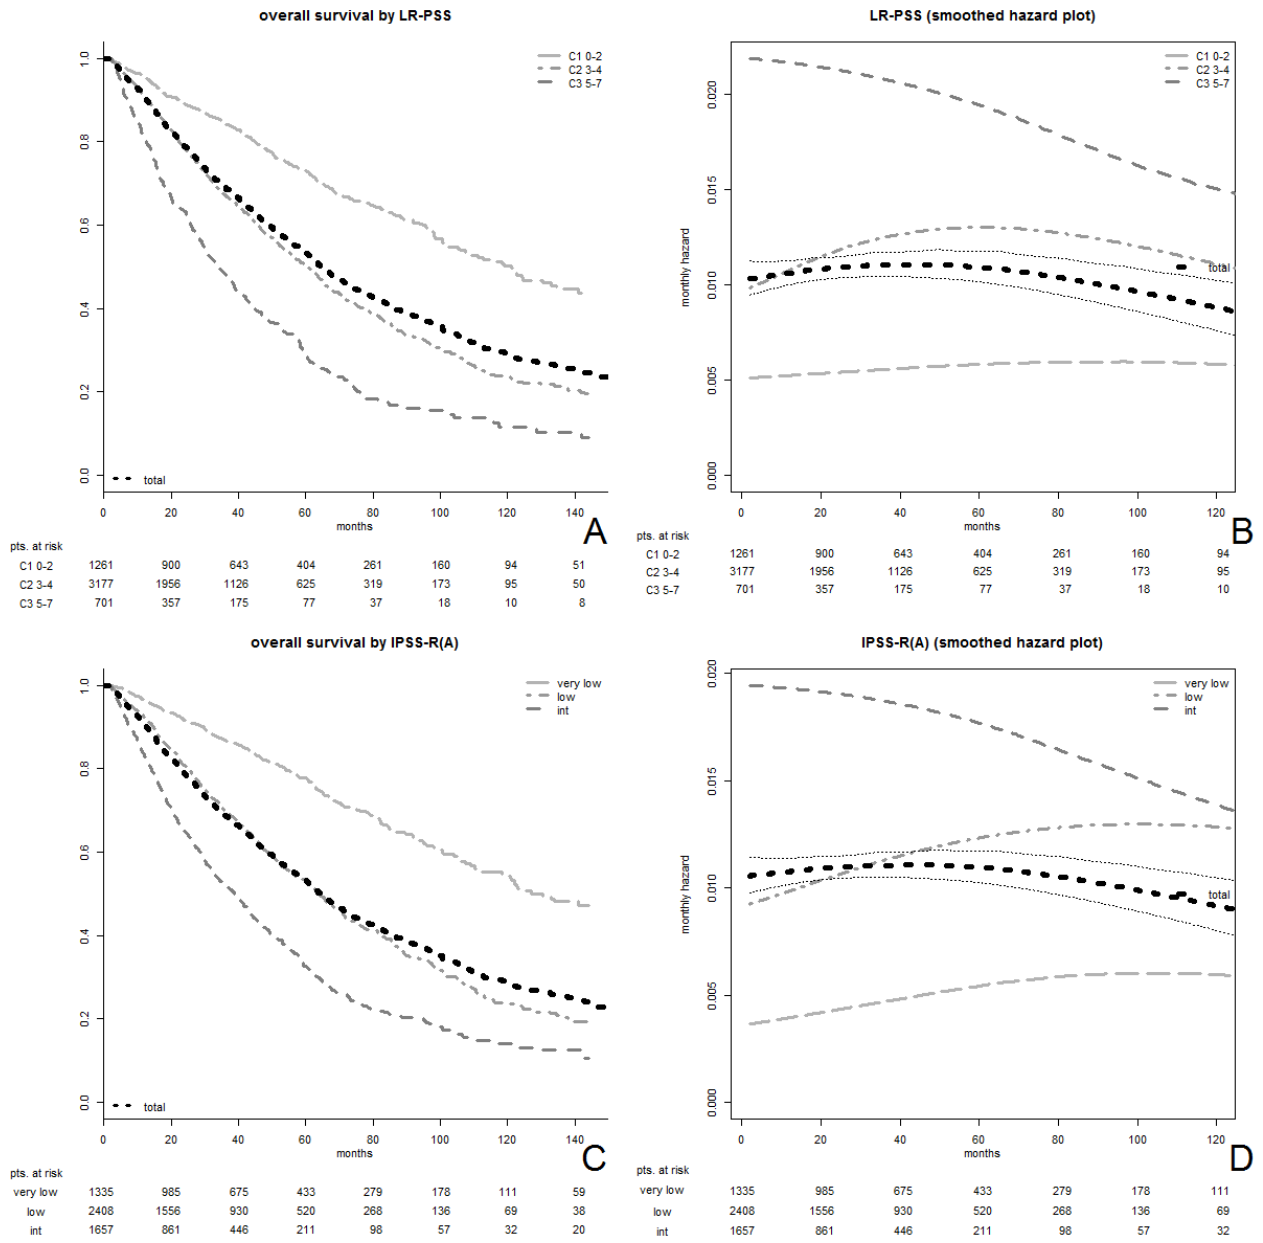 overall survival by LR-PSS
C1 0-2
C2 3-4
C3 5-7
1.0
0.8
0.6
0.4
0.2
0.0
total
0 20 40 60 80 100 120 140
months
A
pts. at risk
C1 0-2 1261 900 643 404 261 160 94 51
C2 3-4 3177 1956 1126 625 319 173 95 50
C3 5-7 701 357 175 77 37 18 10 8
LR-PSS (smoothed hazard plot)
C1 0-2
C2 3-4
C3 5-7
0.020
0.015
0.010
0.005
0.000
monthly hazard
total
0 20 40 60 80 100 120
months
B
pts. at risk
C1 0-2 1261 900 643 404 261 160 94
C2 3-4 3177 1956 1126 625 319 173 95
C3 5-7 701 357 175 77 37 18 10
overall survival by IPSS-R(A)
very low
low
int
1.0
0.8
0.6
0.4
0.2
0.0
total
0 20 40 60 80 100 120 140
months
C
pts. at risk
very low 1335 985 675 433 279 178 111 59
low 2408 1556 930 520 268 136 69 38
int 1657 861 446 211 98 57 32 20
IPSS-R(A) (smoothed hazard plot)
very low
low
int
0.020
0.015
0.010
0.005
0.000
monthly hazard
total
0 20 40 60 80 100 120
months
D
pts. at risk
very low 1335 985 675 433 279 178 111
low 2408 1556 930 520 268 136 69
int 1657 861 446 211 98 57 32